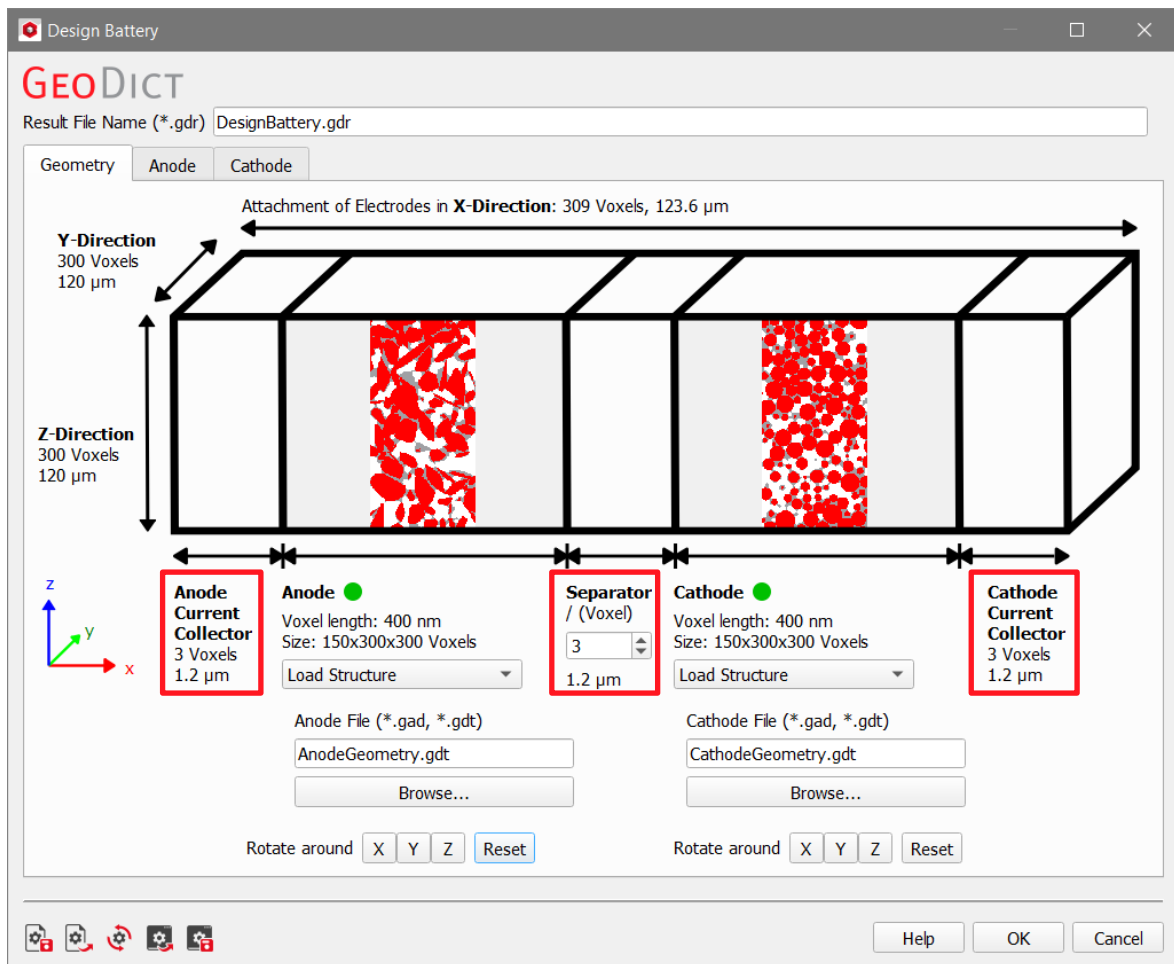 Design Battery
GEODICT
Result File Name (*.gdr) DesignBattery.gdr
Geometry Anode Cathode
Attachment of Electrodes in X-Direction: 309 Voxels, 123.6 µm
Y-Direction
300 Voxels
120 µm
Z-Direction
300 Voxels
120 µm
z
y
x
Anode
Current
Collector
3 Voxels
1.2 µm
Anode
Voxel length: 400 nm
Size: 150x300x300 Voxels
Load Structure
Separator
/ (Voxel)
3
1.2 µm
Cathode
Voxel length: 400 nm
Size: 150x300x300 Voxels
Load Structure
Cathode
Current
Collector
3 Voxels
1.2 µm
Anode File (*.gad, *.gdt)
AnodeGeometry.gdt
Browse...
Cathode File (*.gad, *.gdt)
CathodeGeometry.gdt
Browse...
Rotate around X Y Z Reset
Rotate around X Y Z Reset
Help OK Cancel